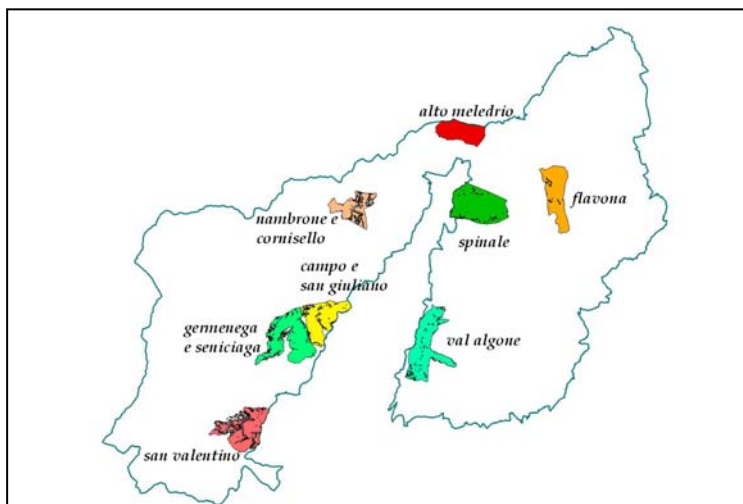 alto meledrio
nambrone e
cornisello
flavona
spinale
campo e
san giuliano
germenega
e seniciaga
val algone
san valentino